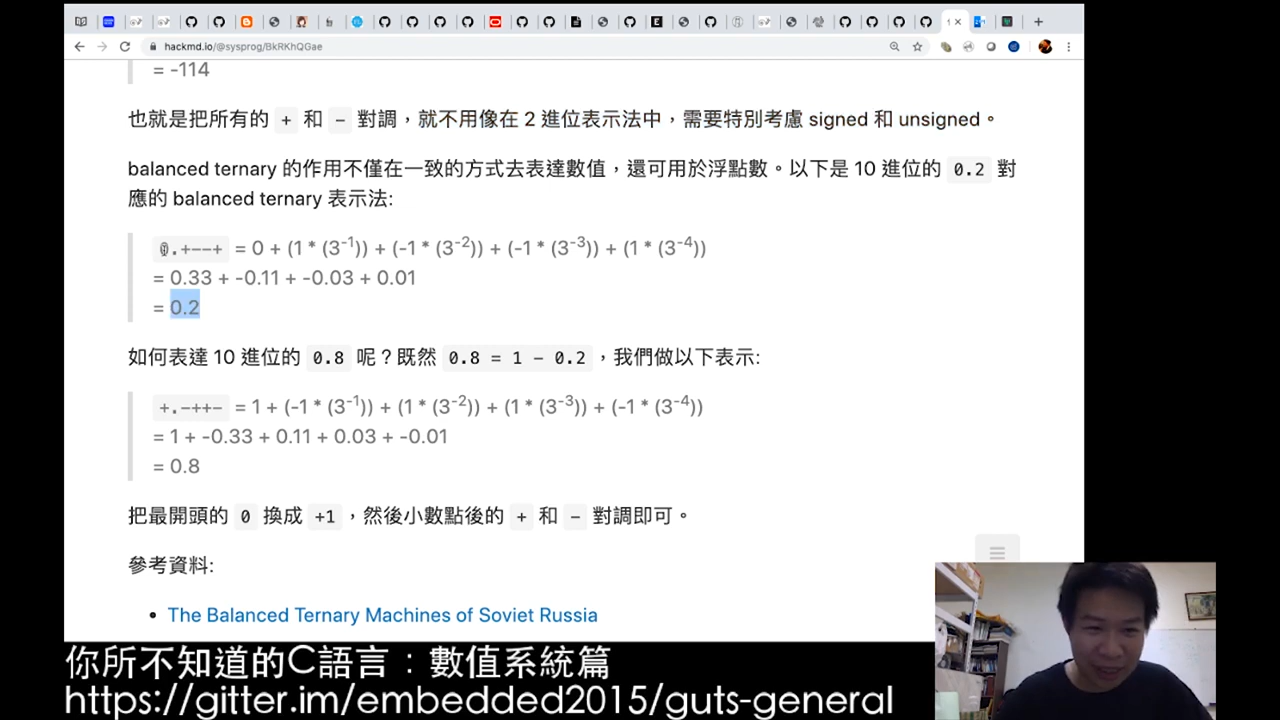 hackmd.io/@sysprog/BkRKhQGae
= -114
也就是把所有的 + 和 - 對調，就不用像在 2 進位表示法中，需要特別考慮 signed 和 unsigned。
balanced ternary 的作用不僅在一致的方式去表達數值，還可用於浮點數。以下是 10 進位的 0.2 對
應的 balanced ternary 表示法:
0.+--+ = 0 + (1 * (3⁻¹)) + (-1 * (3⁻²)) + (-1 * (3⁻³)) + (1 * (3⁻⁴))
= 0.33 + -0.11 + -0.03 + 0.01
= 0.2
如何表達 10 進位的 0.8 呢？既然 0.8 = 1 - 0.2，我們做以下表示:
+.-++- = 1 + (-1 * (3⁻¹)) + (1 * (3⁻²)) + (1 * (3⁻³)) + (-1 * (3⁻⁴))
= 1 + -0.33 + 0.11 + 0.03 + -0.01
= 0.8
把最開頭的 0 換成 +1，然後小數點後的 + 和 - 對調即可。
參考資料:
• The Balanced Ternary Machines of Soviet Russia
你所不知道的C語言：數值系統篇
https://gitter.im/embedded2015/guts-general